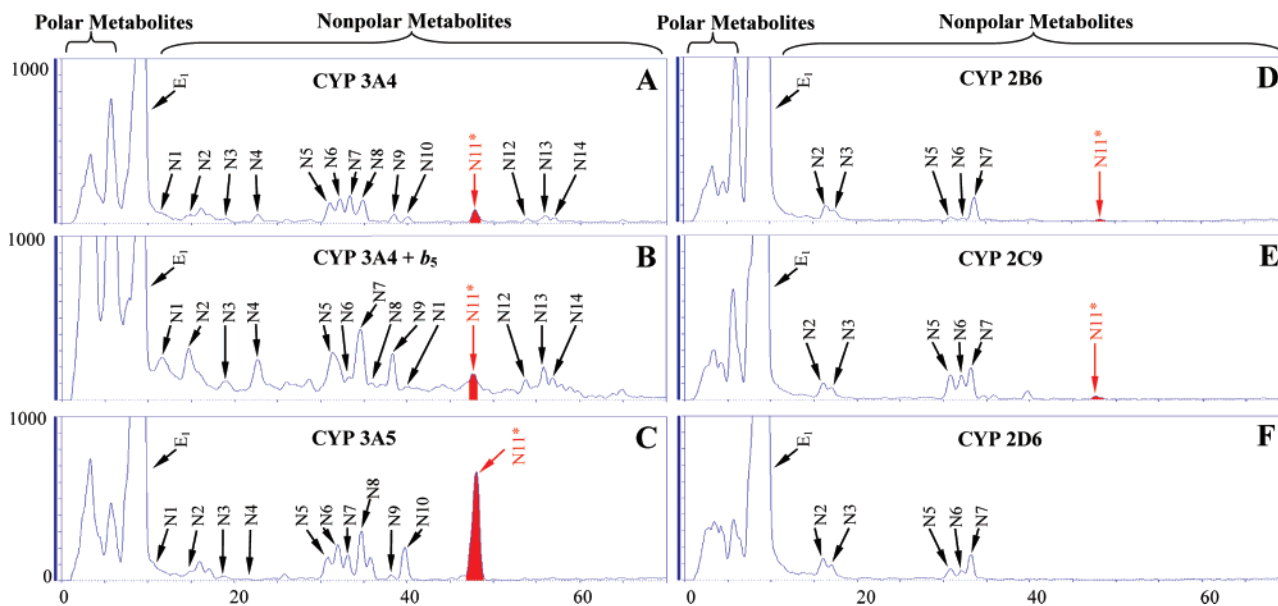 Polar Metabolites Nonpolar Metabolites
1000 CYP 3A4 A
E1
N1 N2 N3 N4 N5 N6 N7 N8 N9 N10 N11* N12 N13 N14
1000 CYP 3A4 + b5 B
E1
N1 N2 N3 N4 N5 N6 N7 N8 N9 N1 N11* N12 N13 N14
1000 CYP 3A5 C
E1
N1 N2 N3 N4 N5 N6 N7 N8 N9 N10 N11*
0
0 20 40 60
Polar Metabolites Nonpolar Metabolites
CYP 2B6 D
E1
N2 N3 N5 N6 N7 N11*
CYP 2C9 E
E1
N2 N3 N5 N6 N7 N11*
CYP 2D6 F
E1
N2 N3 N5 N6 N7
0 20 40 60